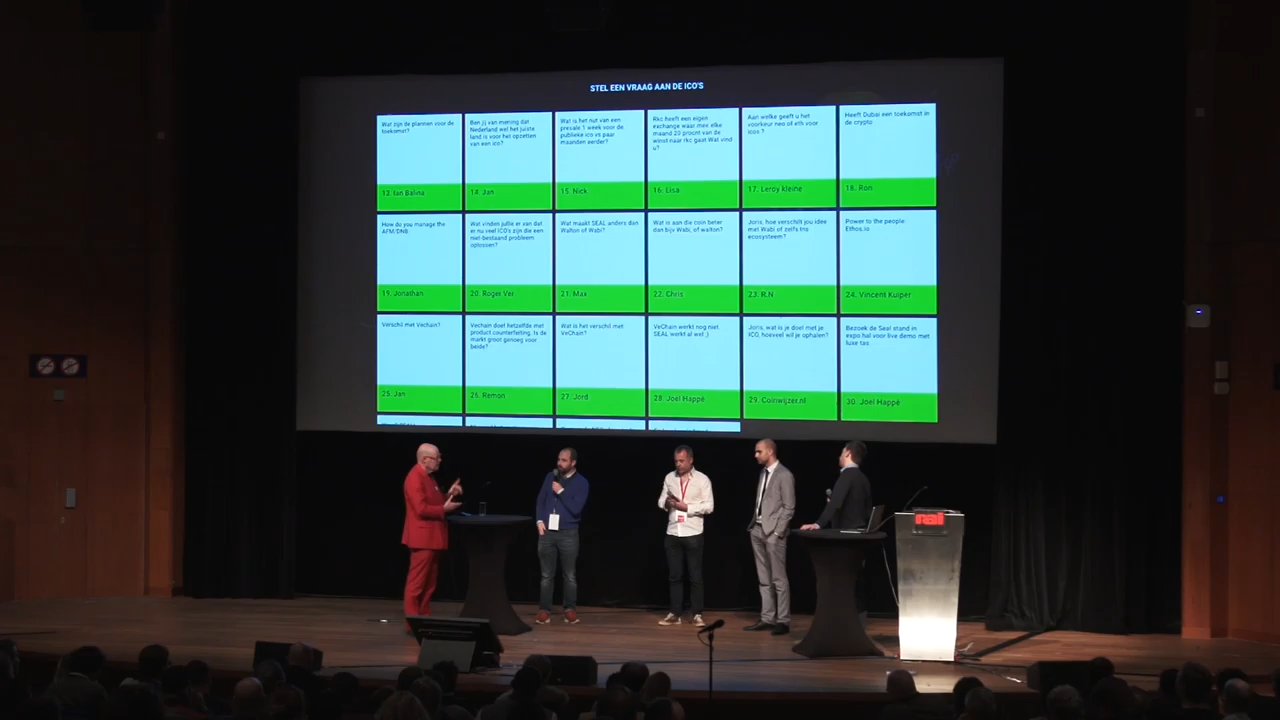 STEL EEN VRAAG AAN DE ICO'S
Wat zijn de plannen voor de
toekomst?
13. Ian Balina
Ben jij van mening dat
Nederland wel het juiste
land is voor het opzetten
van een ico?
14. Jan
Wat is het nut van een
presale 1 week voor de
publieke ico vs paar
maanden eerder?
15. Nick
Rkc heeft een eigen
exchange waar mee elke
maand 20 procnt van de
winst naar rkc gaat Wat vind
u?
16. Lisa
Aan welke geeft u het
voorkeur neo of eth voor
icos ?
17. Leroy kleine
Heeft Dubai een toekomst in
de crypto
18. Ron
How do you manage the
AFM/DNB
19. Jonathan
Wat vinden jullie er van dat
er nu veel ICO's zijn die een
niet-bestaand probleem
oplossen?
20. Roger Ver
Wat maakt SEAL anders dan
Walton of Wabi?
21. Max
Wat is aan die coin beter
dan bijv Wabi, of walton?
22. Chris
Joris, hoe verschilt jou idee
met Wabi of zelfs Ins
ecosysteem?
23. R.N
Power to the people:
Ethos.io
24. Vincent Kuiper
Verschil met Vechain?
25. Jan
Vechain doet hetzelfde met
product counterfeiting. Is de
markt groot genoeg voor
beide?
26. Remon
Wat is het verschil met
VeChain?
27. Jord
VeChain werkt nog niet
SEAL werkt al wel ;)
28. Joel Happe
Joris, wat is je doel met je
ICO, hoeveel wil je ophalen?
29. Coinwijzer.nl
Bezoek de Seal stand in
expo hal voor live demo met
luxe tas
30. Joel Happe
rai